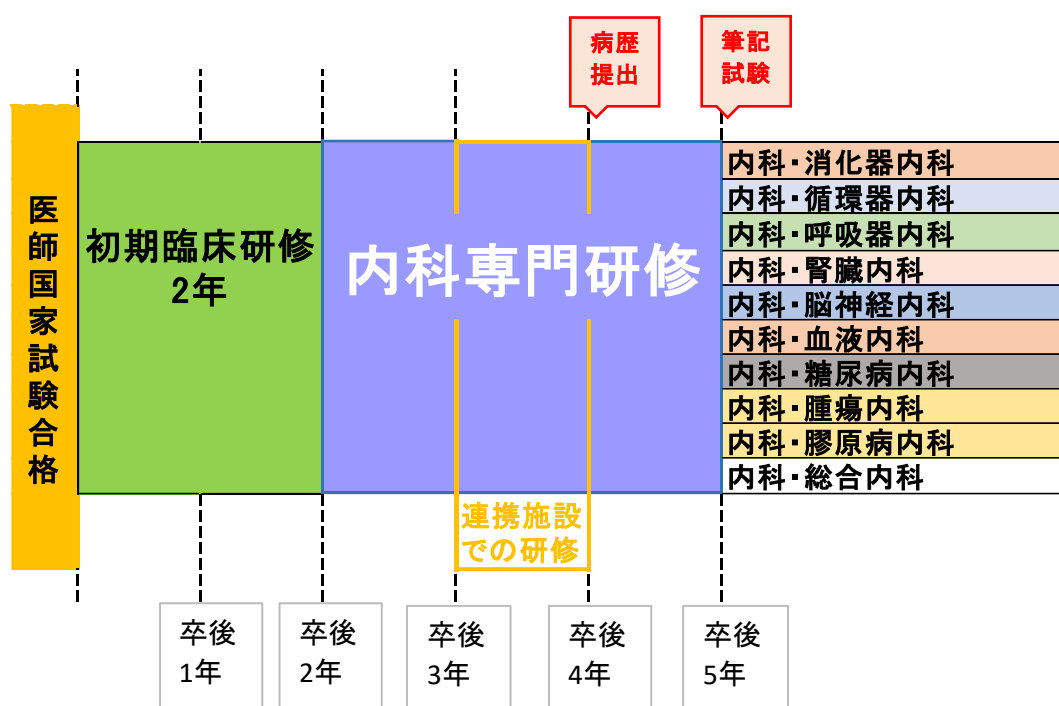 病歴
提出
筆記
試験
医師国家試験合格
初期臨床研修
2年
内科専門研修
内科・消化器内科
内科・循環器内科
内科・呼吸器内科
内科・腎臓内科
内科・脳神経内科
内科・血液内科
内科・糖尿病内科
内科・腫瘍内科
内科・膠原病内科
内科・総合内科
連携施設
での研修
卒後
1年
卒後
2年
卒後
3年
卒後
4年
卒後
5年